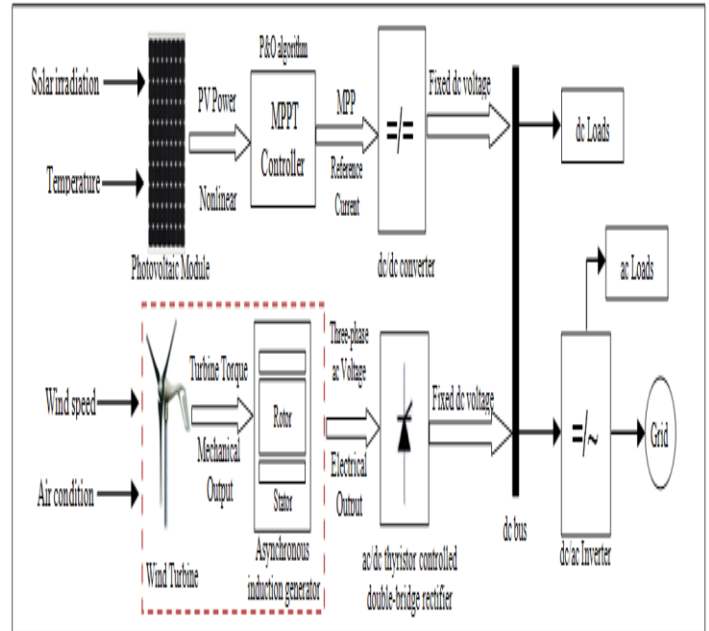 P&O algorithm
Solar irradiation
Temperature
Photovoltaic Module
PV Power
Nonlinear
MPPT
Controller
MPP
Reference
Current
=/=
dc/dc converter
Fixed dc voltage
dc Loads
ac Loads
Wind speed
Air condition
Wind Turbine
Turbine Torque
Mechanical
Output
Rotor
Stator
Asynchronous
induction generator
Three-phase
ac Voltage
Electrical
Output
ac/dc thyristor controlled
double-bridge rectifier
Fixed dc voltage
dc bus
=/~
dc/ac Inverter
Grid